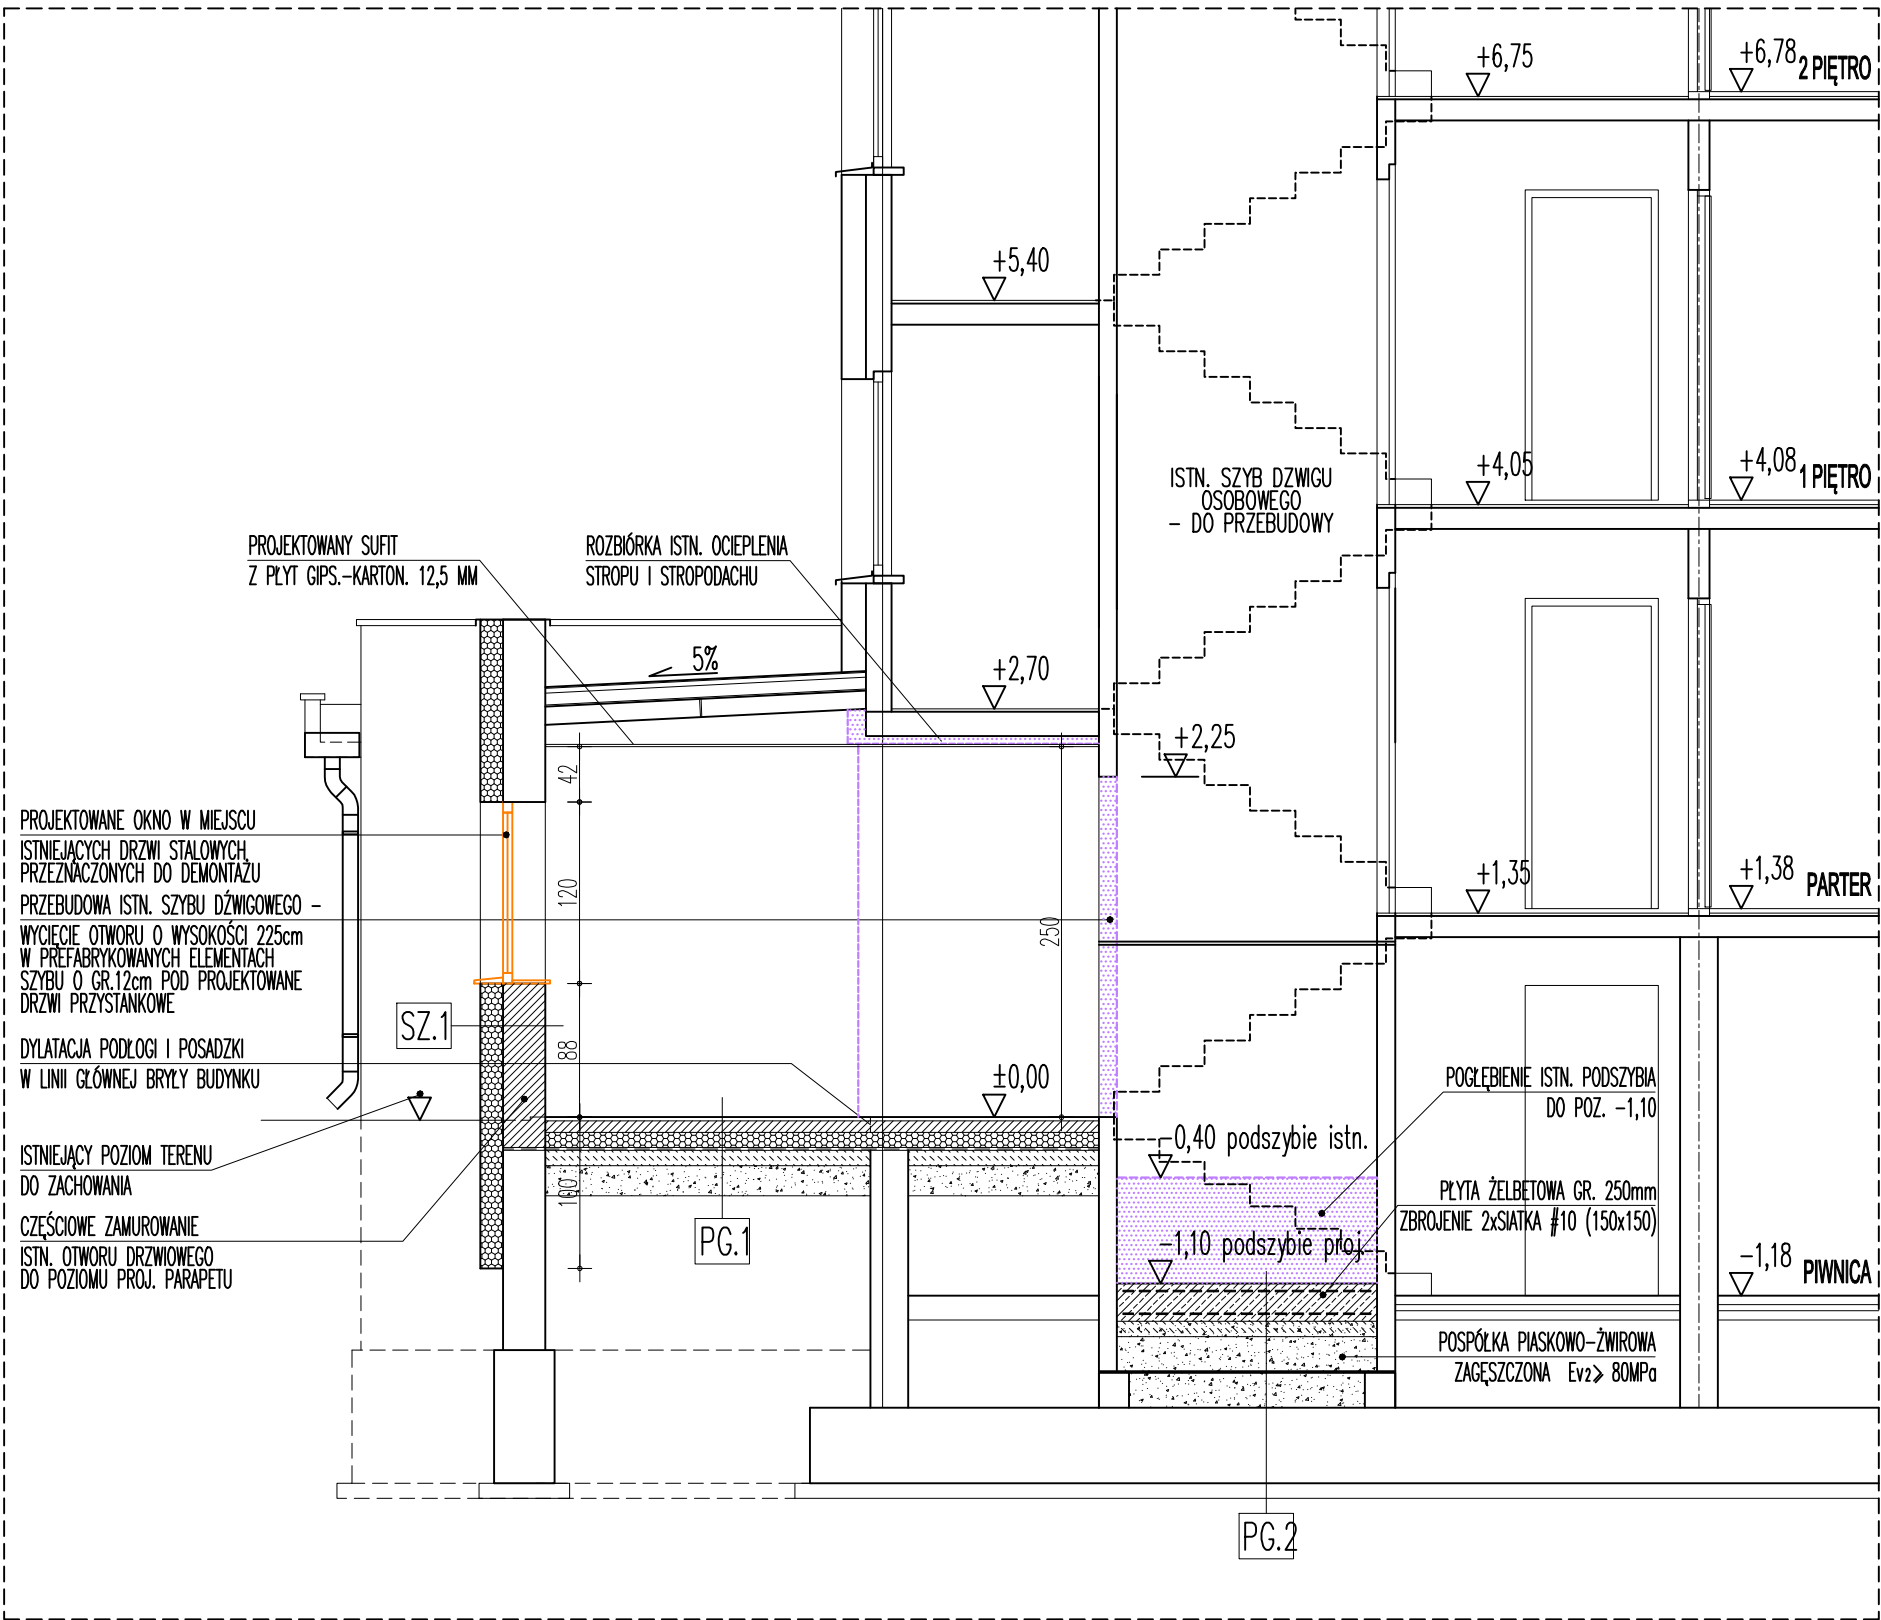 +6,75
+6,78
2 PIĘTRO
+5,40
+4,05
+4,08
1 PIĘTRO
ISTN. SZYB DZWIGU
OSOBOWEGO
- DO PRZEBUDOWY
PROJEKTOWANY SUFIT
Z PŁYT GIPS.-KARTON. 12,5 MM
ROZBIÓRKA ISTN. OCIEPLENIA
STROPU I STROPODACHU
5%
+2,70
+2,25
42
120
250
88
100
+1,35
+1,38
PARTER
PROJEKTOWANE OKNO W MIEJSCU
ISTNIEJĄCYCH DRZWI STALOWYCH,
PRZEZNACZONYCH DO DEMONTAŻU
PRZEBUDOWA ISTN. SZYBU DŹWIGOWEGO -
WYCIĘCIE OTWORU O WYSOKOŚCI 225cm
W PREFABRYKOWANYCH ELEMENTACH
SZYBU O GR.12cm POD PROJEKTOWANE
DRZWI PRZYSTANKOWE
SZ.1
DYLATACJA PODŁOGI I POSADZKI
W LINII GŁÓWNEJ BRYŁY BUDYNKU
±0,00
ISTNIEJĄCY POZIOM TERENU
DO ZACHOWANIA
CZĘŚCIOWE ZAMUROWANIE
ISTN. OTWORU DRZWIOWEGO
DO POZIOMU PROJ. PARAPETU
PG.1
POGŁĘBIENIE ISTN. PODSZYBIA
DO POZ. -1,10
-0,40 podszybie istn.
PŁYTA ŻELBETOWA GR. 250mm
ZBROJENIE 2xSIATKA #10 (150x150)
-1,10 podszybie proj.
-1,18
PIWNICA
POSPÓŁKA PIASKOWO-ŻWIROWA
ZAGĘSZCZONA Ev2≥ 80MPa
PG.2